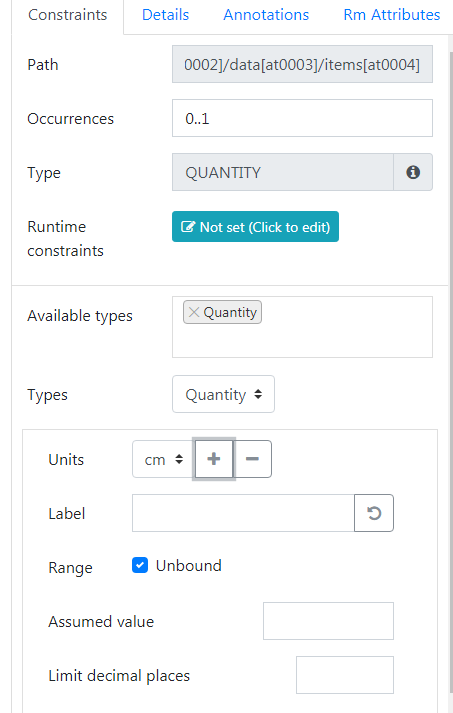 Constraints Details Annotations Rm Attributes
Path 0002]/data[at0003]/items[at0004]
Occurrences 0..1
Type QUANTITY
Runtime constraints Not set (Click to edit)
Available types Quantity
Types Quantity
Units cm
Label
Range Unbound
Assumed value
Limit decimal places